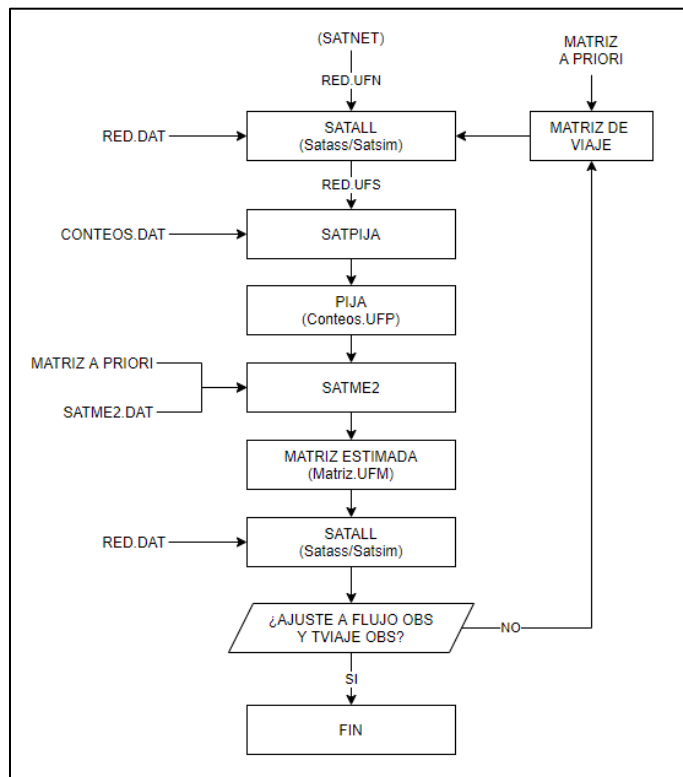 (SATNET)
MATRIZ
A PRIORI
RED.UFN
RED.DAT
SATALL
(Satass/Satsim)
MATRIZ DE
VIAJE
RED.UFS
CONTEOS.DAT
SATPIJA
PIJA
(Conteos.UFP)
MATRIZ A PRIORI
SATME2.DAT
SATME2
MATRIZ ESTIMADA
(Matriz.UFM)
RED.DAT
SATALL
(Satass/Satsim)
¿AJUSTE A FLUJO OBS
Y TVIAJE OBS?
NO
SI
FIN